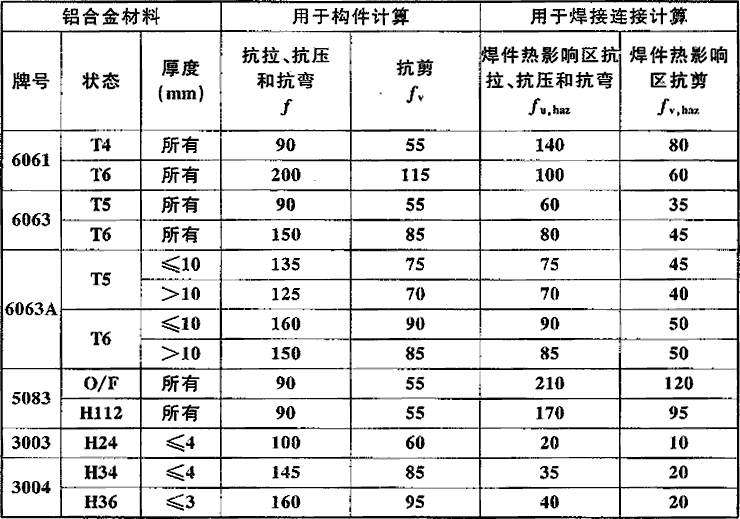 铝合金材料 用于构件计算 用于焊接连接计算
牌号 状态 厚度(mm) 抗拉、抗压和抗弯 f 抗剪 fv 焊件热影响区抗拉、抗压和抗弯 fu,haz 焊件热影响区抗剪 fv,haz
6061 T4 所有 90 55 140 80
T6 所有 200 115 100 60
6063 T5 所有 90 55 60 35
T6 所有 150 85 80 45
6063A T5 ≤10 135 75 75 45
>10 125 70 70 40
T6 ≤10 160 90 90 50
>10 150 85 85 50
5083 O/F 所有 90 55 210 120
H112 所有 90 55 170 95
3003 H24 ≤4 100 60 20 10
3004 H34 ≤4 145 85 35 20
H36 ≤3 160 95 40 20